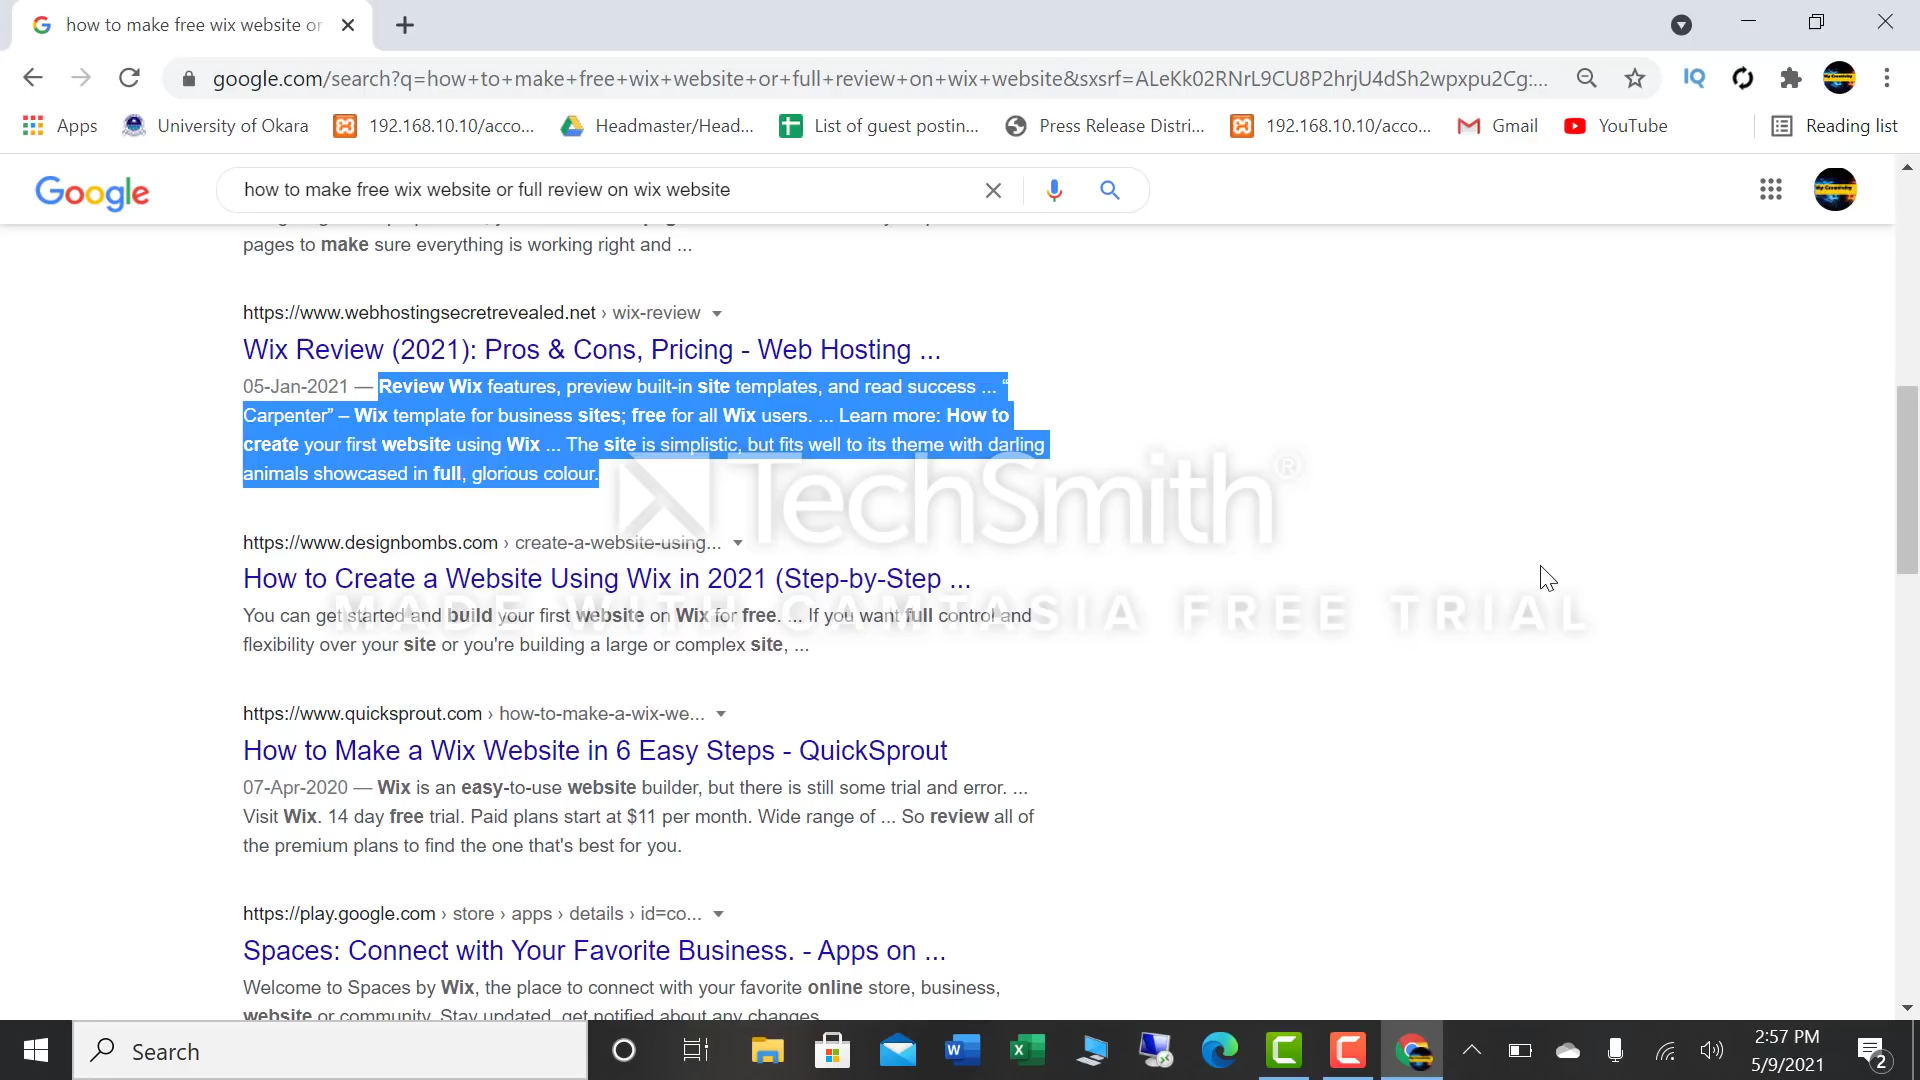 how to make free wix website or
google.com/search?q=how+to+make+free+wix+website+or+full+review+on+wix+website&sxsrf=ALeKk02RNrL9CU8P2hrjU4dSh2wpxpu2Cg:...
IQ
Apps
University of Okara
192.168.10.10/acco...
Headmaster/Head...
List of guest postin...
Press Release Distri...
192.168.10.10/acco...
Gmail
YouTube
Reading list
Google
how to make free wix website or full review on wix website
pages to make sure everything is working right and ...
https://www.webhostingsecretrevealed.net › wix-review
Wix Review (2021): Pros & Cons, Pricing - Web Hosting ...
05-Jan-2021 — Review Wix features, preview built-in site templates, and read success ... “
Carpenter” – Wix template for business sites; free for all Wix users. ... Learn more: How to
create your first website using Wix ... The site is simplistic, but fits well to its theme with darling
animals showcased in full, glorious colour.
TechSmith®
https://www.designbombs.com › create-a-website-using...
How to Create a Website Using Wix in 2021 (Step-by-Step ...
MADE WITH CAMTASIA FREE TRIAL
You can get started and build your first website on Wix for free. ... If you want full control and
flexibility over your site or you're building a large or complex site, ...
https://www.quicksprout.com › how-to-make-a-wix-we...
How to Make a Wix Website in 6 Easy Steps - QuickSprout
07-Apr-2020 — Wix is an easy-to-use website builder, but there is still some trial and error. ...
Visit Wix. 14 day free trial. Paid plans start at $11 per month. Wide range of ... So review all of
the premium plans to find the one that's best for you.
https://play.google.com › store › apps › details › id=co...
Spaces: Connect with Your Favorite Business. - Apps on ...
Welcome to Spaces by Wix, the place to connect with your favorite online store, business,
website or community. Stay updated, get notified about any changes
Search
2:57 PM
5/9/2021
2